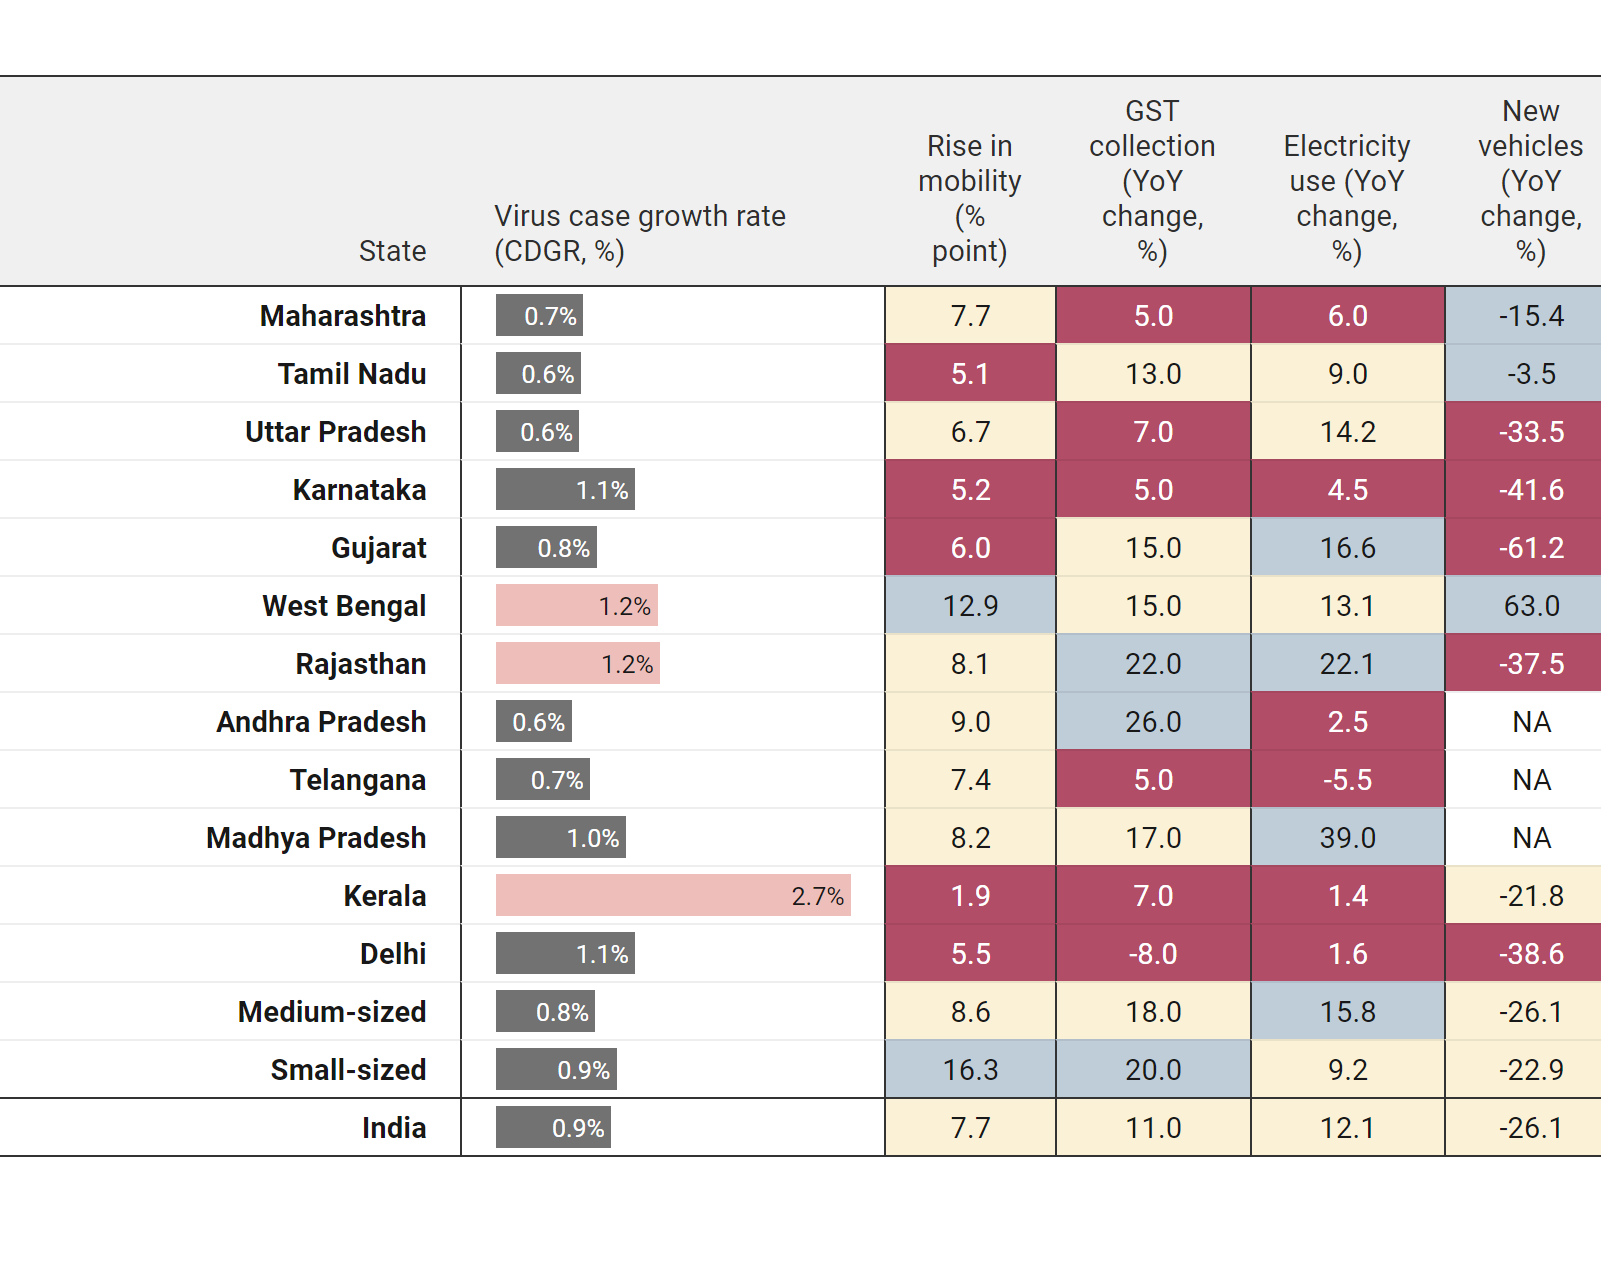 State
Virus case growth rate
(CDGR, %)
Rise in
mobility
(%
point)
GST
collection
(YoY
change,
%)
Electricity
use (YoY
change,
%)
New
vehicles
(YoY
change,
%)
Maharashtra 0.7% 7.7 5.0 6.0 -15.4
Tamil Nadu 0.6% 5.1 13.0 9.0 -3.5
Uttar Pradesh 0.6% 6.7 7.0 14.2 -33.5
Karnataka 1.1% 5.2 5.0 4.5 -41.6
Gujarat 0.8% 6.0 15.0 16.6 -61.2
West Bengal 1.2% 12.9 15.0 13.1 63.0
Rajasthan 1.2% 8.1 22.0 22.1 -37.5
Andhra Pradesh 0.6% 9.0 26.0 2.5 NA
Telangana 0.7% 7.4 5.0 -5.5 NA
Madhya Pradesh 1.0% 8.2 17.0 39.0 NA
Kerala 2.7% 1.9 7.0 1.4 -21.8
Delhi 1.1% 5.5 -8.0 1.6 -38.6
Medium-sized 0.8% 8.6 18.0 15.8 -26.1
Small-sized 0.9% 16.3 20.0 9.2 -22.9
India 0.9% 7.7 11.0 12.1 -26.1